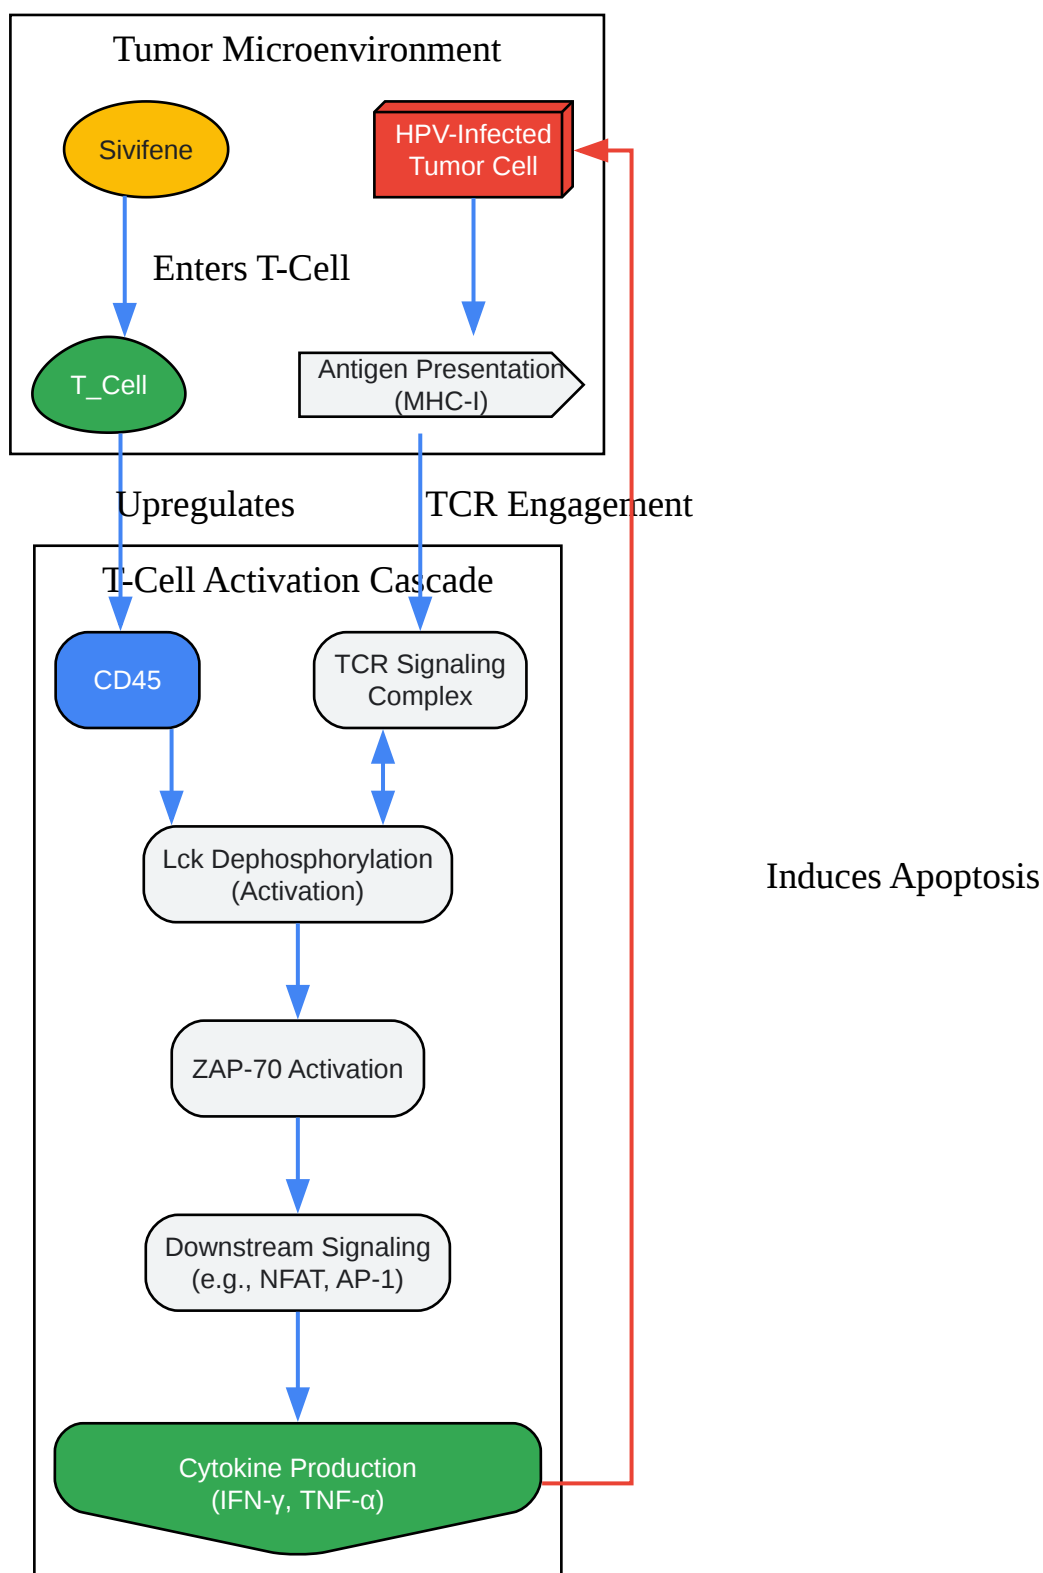 Tumor Microenvironment
Sivifene
HPV-Infected
Tumor Cell
Enters T-Cell
T_Cell
Antigen Presentation
(MHC-I)
Upregulates
TCR Engagement
T-Cell Activation Cascade
CD45
TCR Signaling
Complex
Lck Dephosphorylation
(Activation)
Induces Apoptosis
ZAP-70 Activation
Downstream Signaling
(e.g., NFAT, AP-1)
Cytokine Production
(IFN-γ, TNF-α)